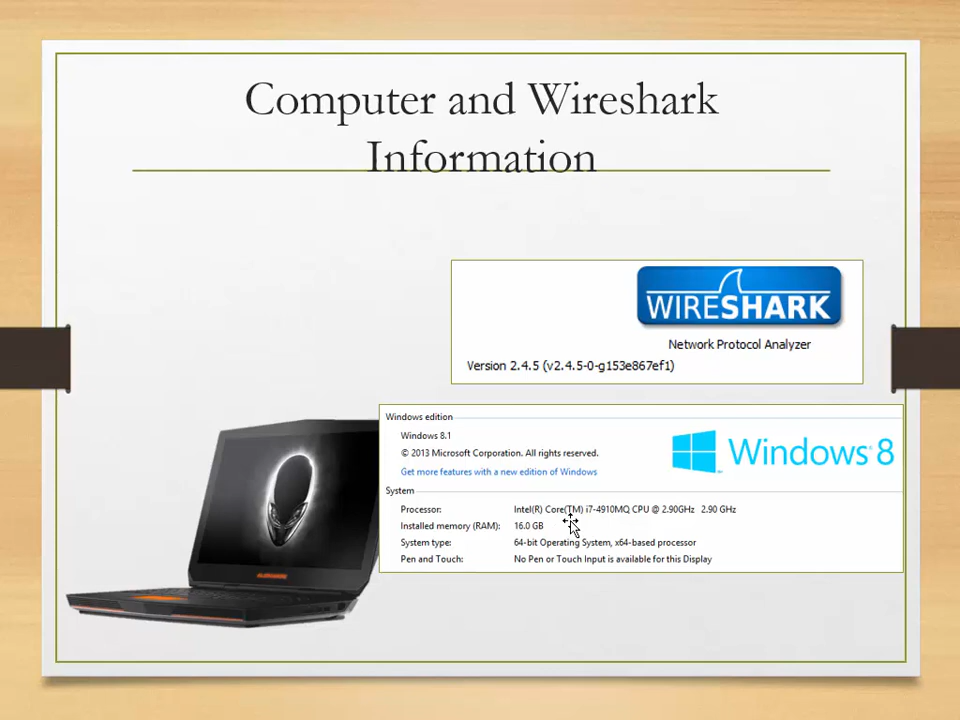 Computer and Wireshark
Information
WIRESHARK
Network Protocol Analyzer
Version 2.4.5 (v2.4.5-0-g153e867ef1)
Windows edition
Windows 8.1
© 2013 Microsoft Corporation. All rights reserved.
Get more features with a new edition of Windows
Windows 8
System
Processor: Intel(R) Core(TM) i7-4910MQ CPU @ 2.90GHz 2.90 GHz
Installed memory (RAM): 16.0 GB
System type: 64-bit Operating System, x64-based processor
Pen and Touch: No Pen or Touch Input is available for this Display
ALIENWARE